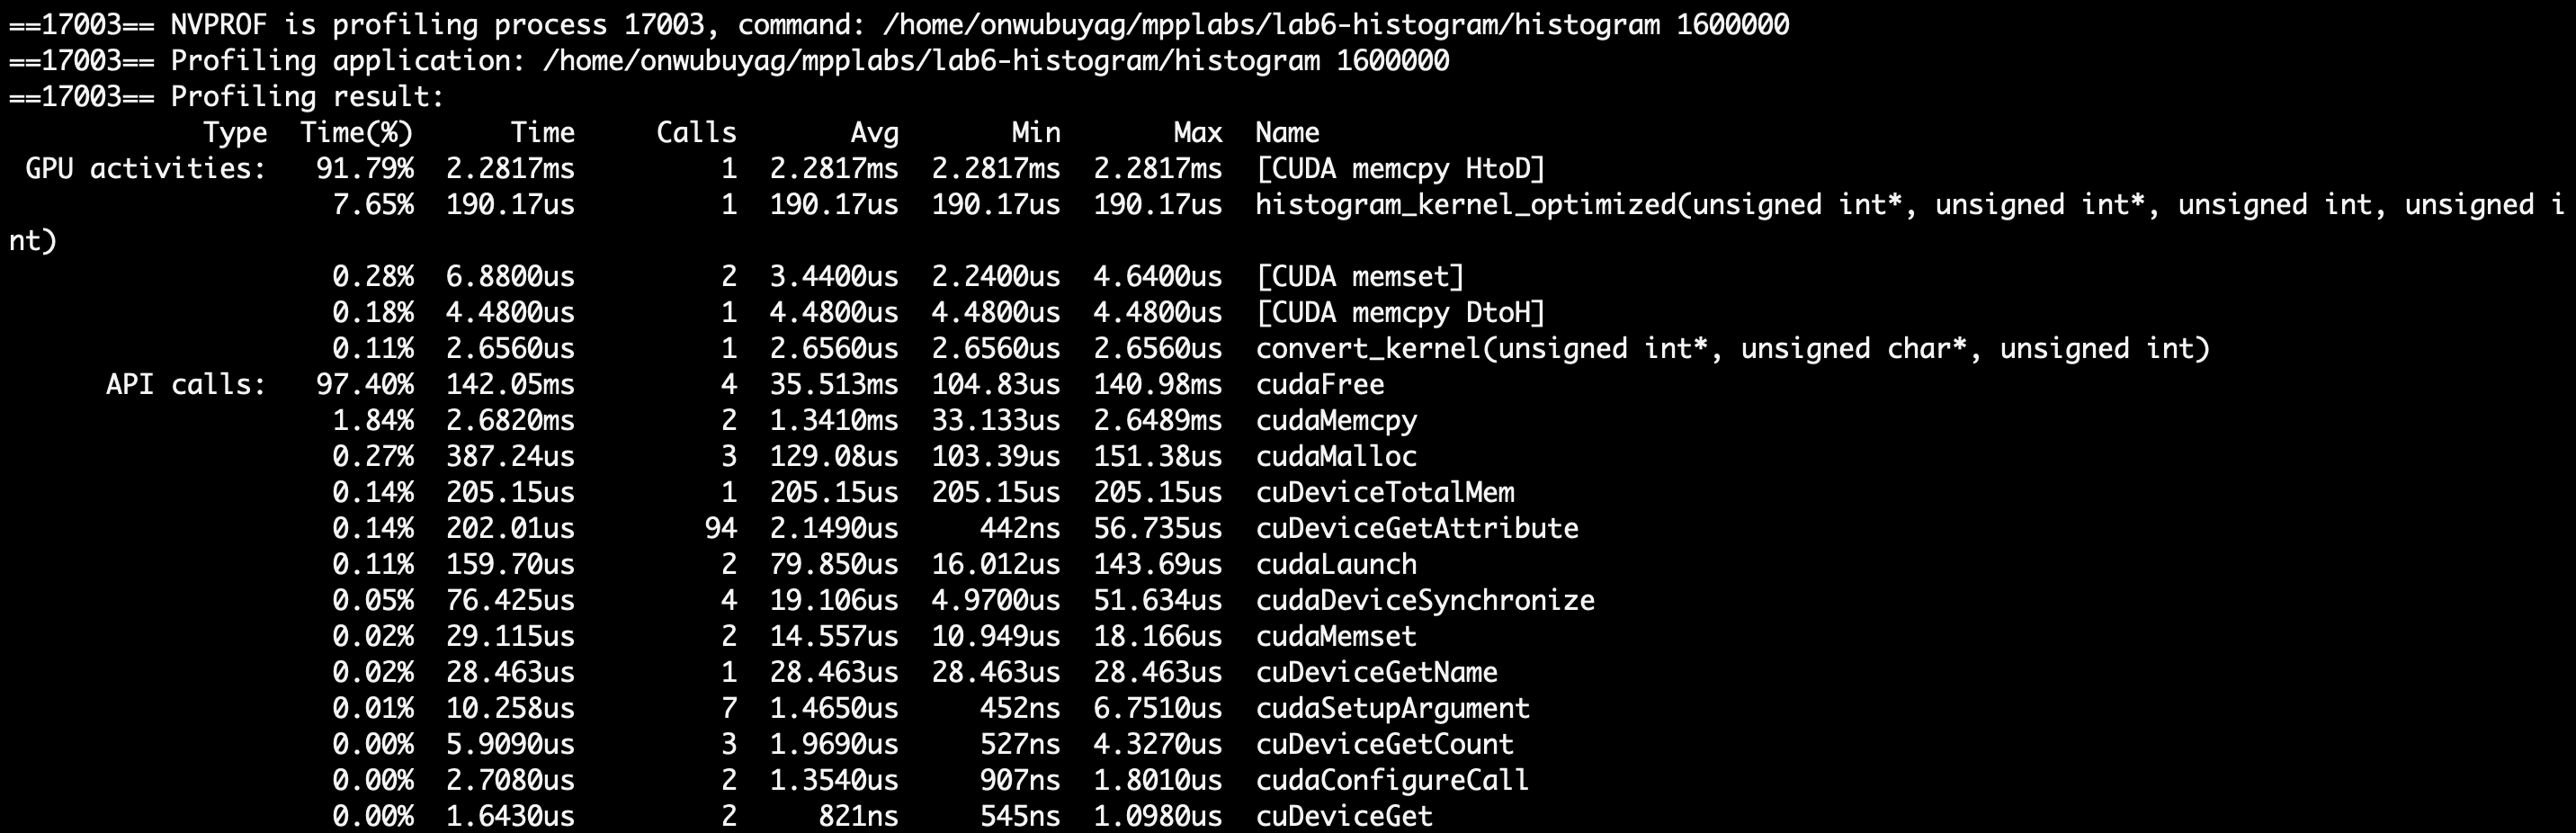 ==17003== NVPROF is profiling process 17003, command: /home/onwubuyag/mpplabs/lab6-histogram/histogram 1600000
==17003== Profiling application: /home/onwubuyag/mpplabs/lab6-histogram/histogram 1600000
==17003== Profiling result:
Type  Time(%)      Time     Calls       Avg       Min       Max  Name
GPU activities:   91.79%  2.2817ms         1  2.2817ms  2.2817ms  2.2817ms  [CUDA memcpy HtoD]
7.65%  190.17us         1  190.17us  190.17us  190.17us  histogram_kernel_optimized(unsigned int*, unsigned int*, unsigned int, unsigned i
nt)
0.28%  6.8800us         2  3.4400us  2.2400us  4.6400us  [CUDA memset]
0.18%  4.4800us         1  4.4800us  4.4800us  4.4800us  [CUDA memcpy DtoH]
0.11%  2.6560us         1  2.6560us  2.6560us  2.6560us  convert_kernel(unsigned int*, unsigned char*, unsigned int)
API calls:   97.40%  142.05ms         4  35.513ms  104.83us  140.98ms  cudaFree
1.84%  2.6820ms         2  1.3410ms  33.133us  2.6489ms  cudaMemcpy
0.27%  387.24us         3  129.08us  103.39us  151.38us  cudaMalloc
0.14%  205.15us         1  205.15us  205.15us  205.15us  cuDeviceTotalMem
0.14%  202.01us        94  2.1490us     442ns  56.735us  cuDeviceGetAttribute
0.11%  159.70us         2  79.850us  16.012us  143.69us  cudaLaunch
0.05%  76.425us         4  19.106us  4.9700us  51.634us  cudaDeviceSynchronize
0.02%  29.115us         2  14.557us  10.949us  18.166us  cudaMemset
0.02%  28.463us         1  28.463us  28.463us  28.463us  cuDeviceGetName
0.01%  10.258us         7  1.4650us     452ns  6.7510us  cudaSetupArgument
0.00%  5.9090us         3  1.9690us     527ns  4.3270us  cuDeviceGetCount
0.00%  2.7080us         2  1.3540us     907ns  1.8010us  cudaConfigureCall
0.00%  1.6430us         2     821ns     545ns  1.0980us  cuDeviceGet